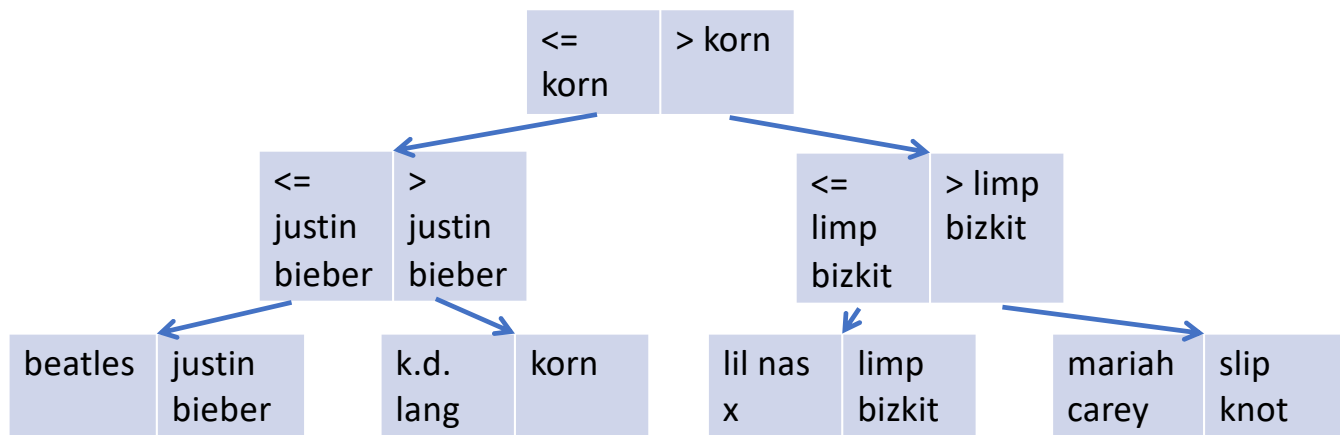 <=
korn
> korn
<=
justin
bieber
>
justin
bieber
<=
limp
bizkit
> limp
bizkit
beatles
justin
bieber
k.d.
lang
korn
lil nas
x
limp
bizkit
mariah
carey
slip
knot